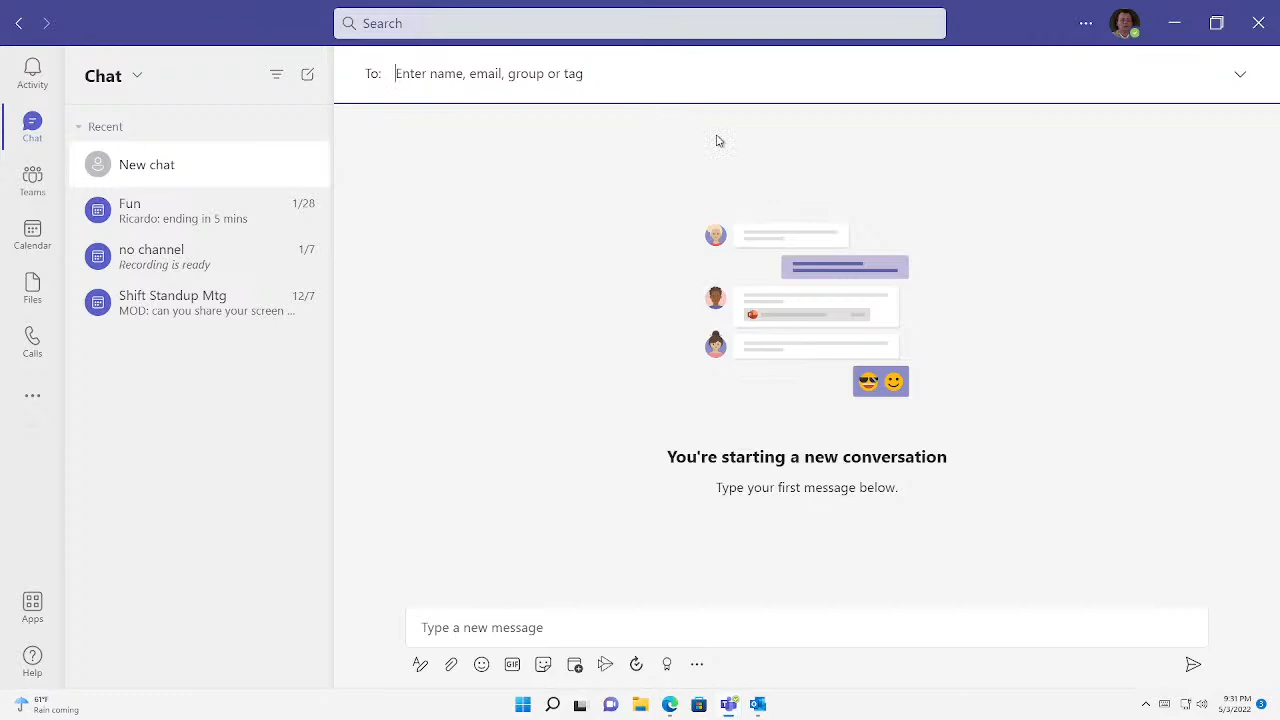 Search
Activity
Chat
Teams
Calendar
Files
Calls
Apps
Help
Chat
Recent
New chat
Fun
1/28
Ricardo: ending in 5 mins
no channel
1/7
Recording is ready
Shift Standup Mtg
12/7
MOD: can you share your screen ...
To: Enter name, email, group or tag
You're starting a new conversation
Type your first message below.
Type a new message
GIF
Rain coming
5:31 PM
5/3/2022
3